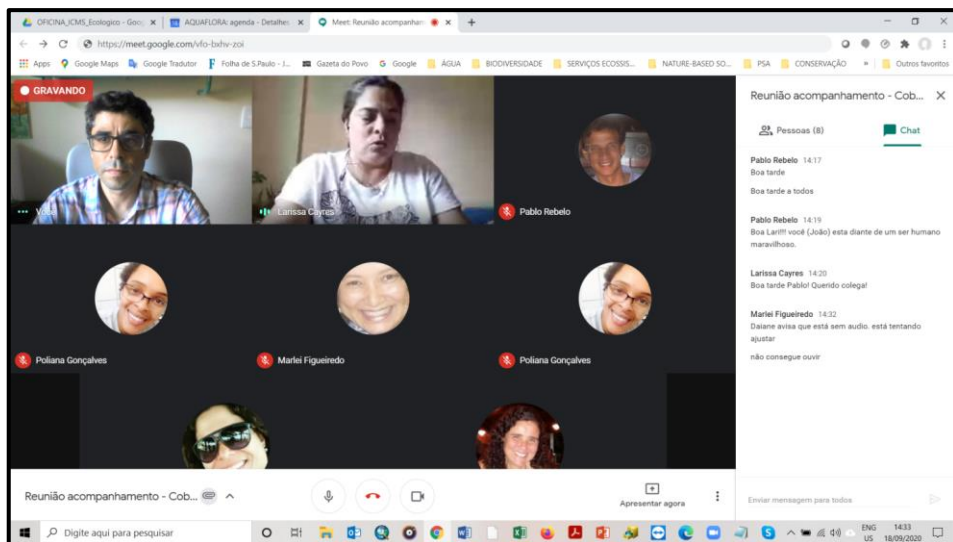 OFICINA_ICMS_Ecologico - Goog
AQUAFLORA: agenda - Detalhes
Meet: Reunião acompanham
https://meet.google.com/vfo-bxhv-zoi
Apps
Google Maps
Google Tradutor
Folha de S.Paulo - J...
Gazeta do Povo
Google
ÁGUA
BIODIVERSIDADE
SERVIÇOS ECOSSIS...
NATURE-BASED SO...
PSA
CONSERVAÇÃO
Outros favoritos
GRAVANDO
Você
Larissa Cayres
Pablo Rebelo
Poliana Gonçalves
Marlei Figueiredo
Poliana Gonçalves
Reunião acompanhamento - Cob...
Pessoas (8)
Chat
Pablo Rebelo 14:17
Boa tarde
Boa tarde a todos
Pablo Rebelo 14:19
Boa Lari!!! você (João) esta diante de um ser humano
maravilhoso.
Larissa Cayres 14:20
Boa tarde Pablo! Querido colega!
Marlei Figueiredo 14:32
Daiane avisa que está sem audio. está tentando
ajustar
não consegue ouvir
Enviar mensagem para todos
Reunião acompanhamento - Cob...
Apresentar agora
Digite aqui para pesquisar
ENG
US
14:33
18/09/2020